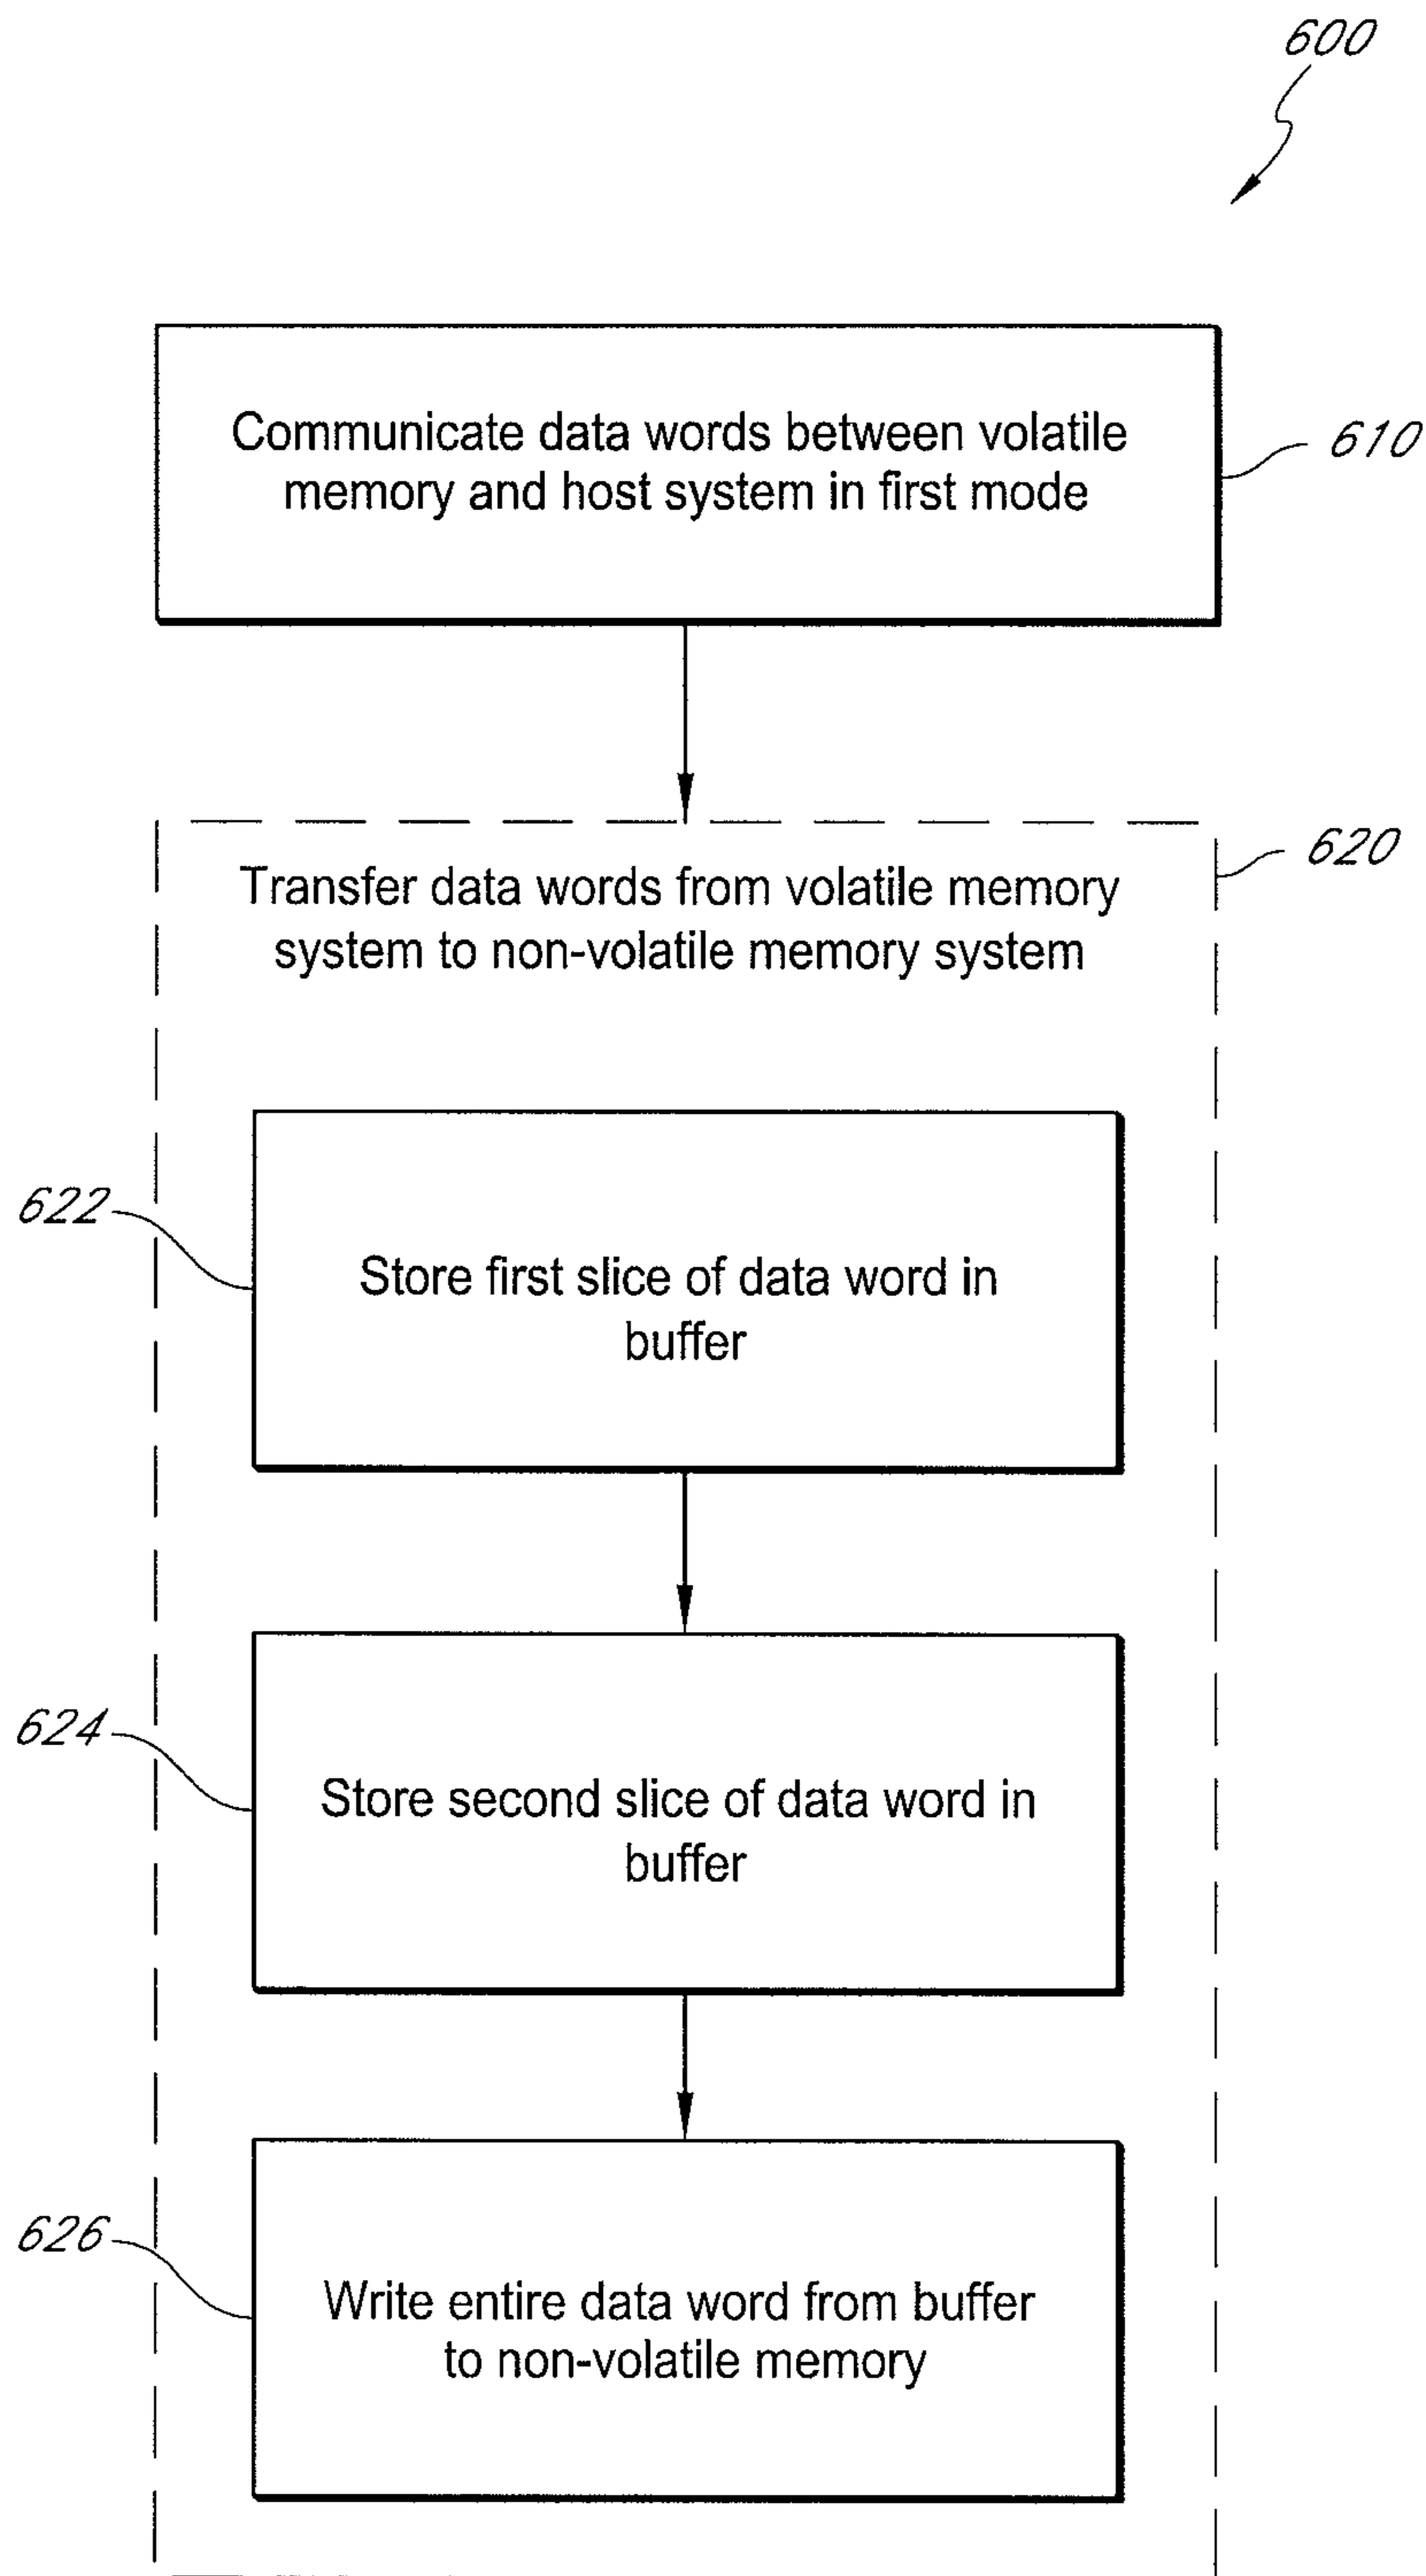 600
Communicate data words between volatile
memory and host system in first mode
610
620
Transfer data words from volatile memory
system to non-volatile memory system
622
Store first slice of data word in
buffer
624
Store second slice of data word in
buffer
626
Write entire data word from buffer
to non-volatile memory